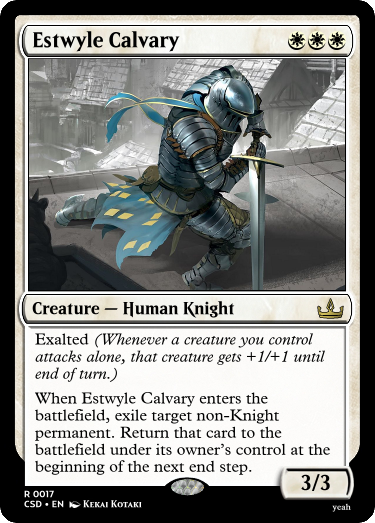 Estwyle Calvary
Creature — Human Knight
Exalted (Whenever a creature you control
attacks alone, that creature gets +1/+1 until
end of turn.)
When Estwyle Calvary enters the
battlefield, exile target non-Knight
permanent. Return that card to the
battlefield under its owner's control at the
beginning of the next end step.
3/3
R 0017
CSD • EN Kekai Kotaki
yeah